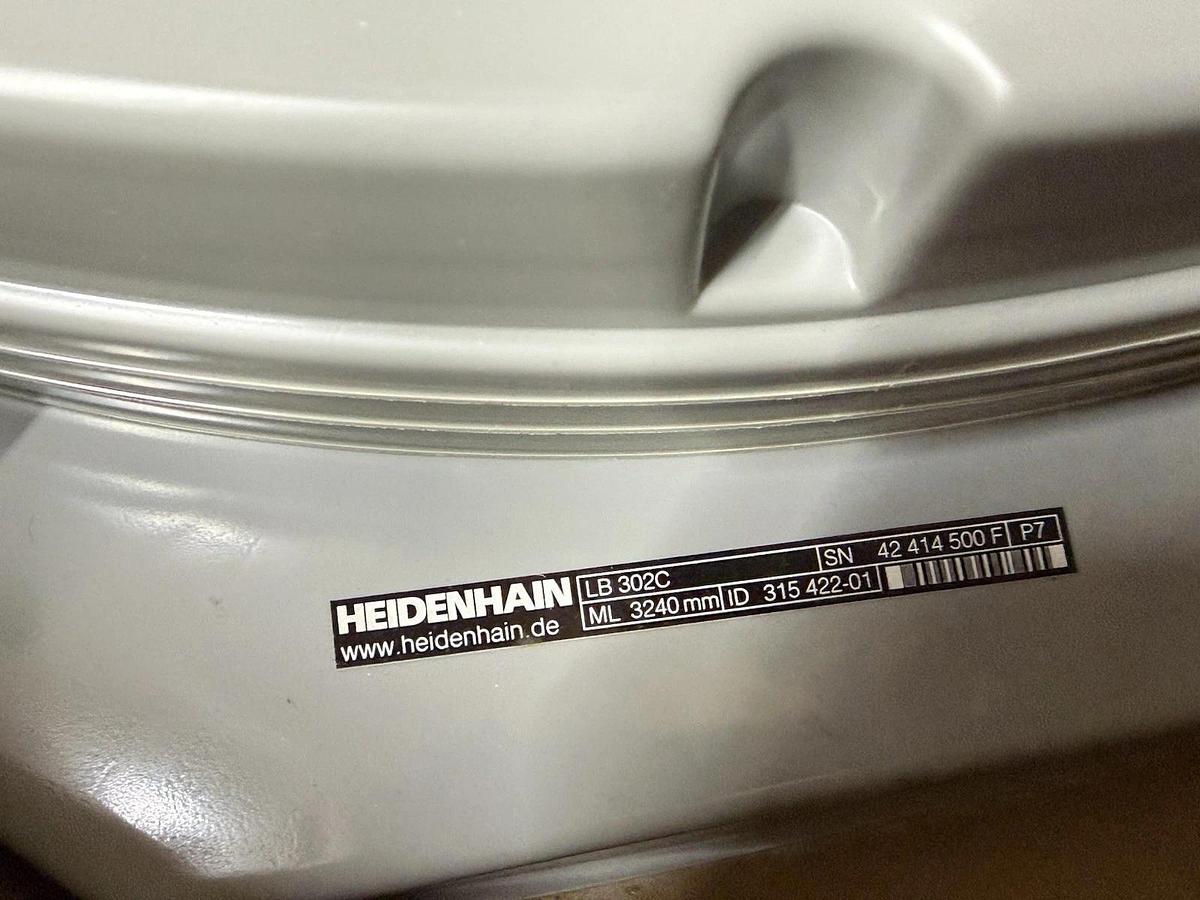 HEIDENHAIN
www.heidenhain.de
LB 302C
SN 42 414 500 F P7
ML 3240 mm ID 315 422-01